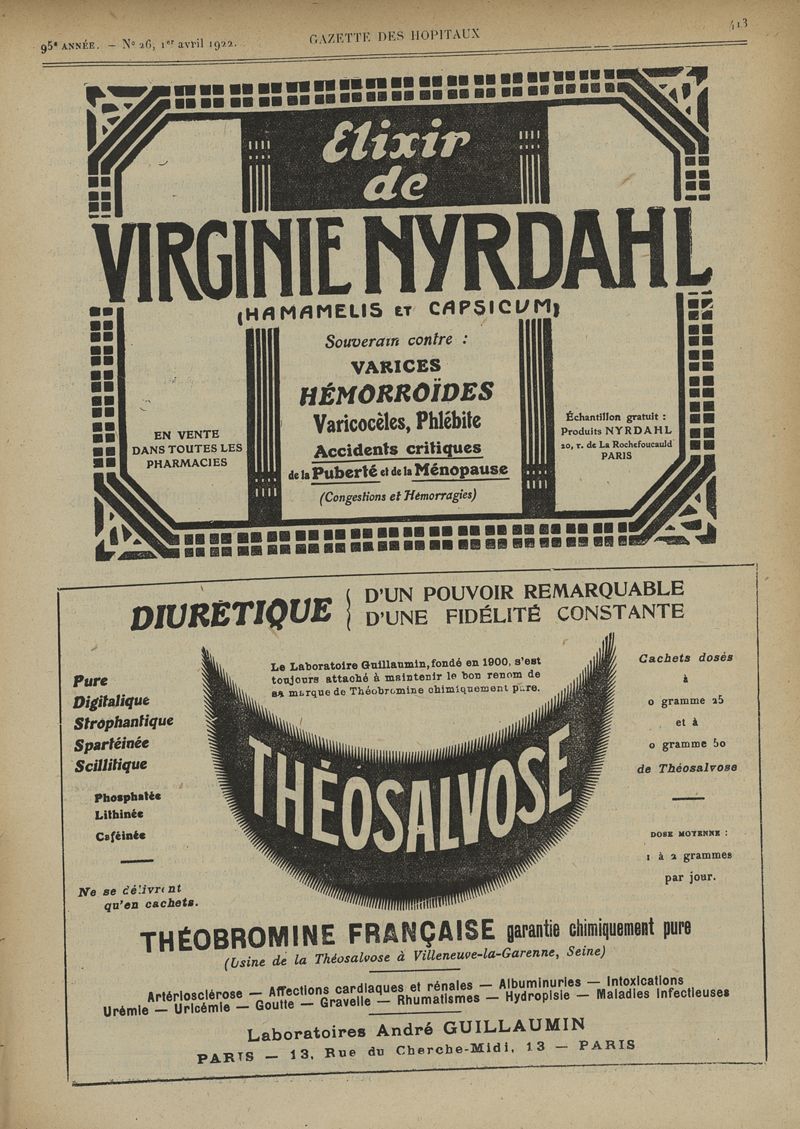 95e ANNÉE. — No 26, 1er avril 1922.
GAZETTE DES HOPITAUX
413
Elixir
de
VIRGINIE NYRDAHL
(HAMAMELIS ET CAPSICUM)
Souverain contre :
VARICES
HÉMORROÏDES
Varicocèles, Phlébite
Accidents critiques
de la Puberté et de la Ménopause
(Congestions et Hémorragies)
EN VENTE
DANS TOUTES LES
PHARMACIES
Échantillon gratuit :
Produits NYRDAHL
20, r. de La Rochefoucauld
PARIS
DIURÉTIQUE
D'UN POUVOIR REMARQUABLE
D'UNE FIDÉLITÉ CONSTANTE
Le Laboratoire Guillaumin, fondé en 1900, s'est
toujours attaché à maintenir le bon renom de
sa marque de Théobromine chimiquement pure.
Pure
Digitalique
Strophantique
Spartéinée
Scillitique
Phosphatée
Lithinée
Caféinée
Ne se délivrent
qu'en cachets.
THÉOSALVOSE
Cachets dosés
à
0 gramme 25
et à
0 gramme 50
de Théosalvose
DOSE MOYENNE :
1 à 2 grammes
par jour.
THÉOBROMINE FRANÇAISE garantie chimiquement pure
(Usine de la Théosalvose à Villeneuve-la-Garenne, Seine)
Artériosclérose — Affections cardiaques et rénales — Albuminuries — Intoxications
Urémie — Uricémie — Goutte — Gravelle — Rhumatismes — Hydropisie — Maladies infectieuses
Laboratoires André GUILLAUMIN
PARIS — 13, Rue du Cherche-Midi, 13 — PARIS